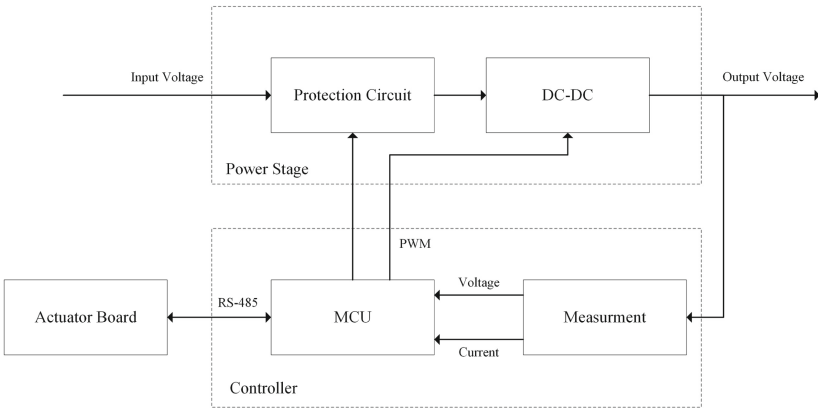 Input Voltage
Protection Circuit
DC-DC
Output Voltage
Power Stage
PWM
Actuator Board
RS-485
MCU
Voltage
Current
Measurment
Controller